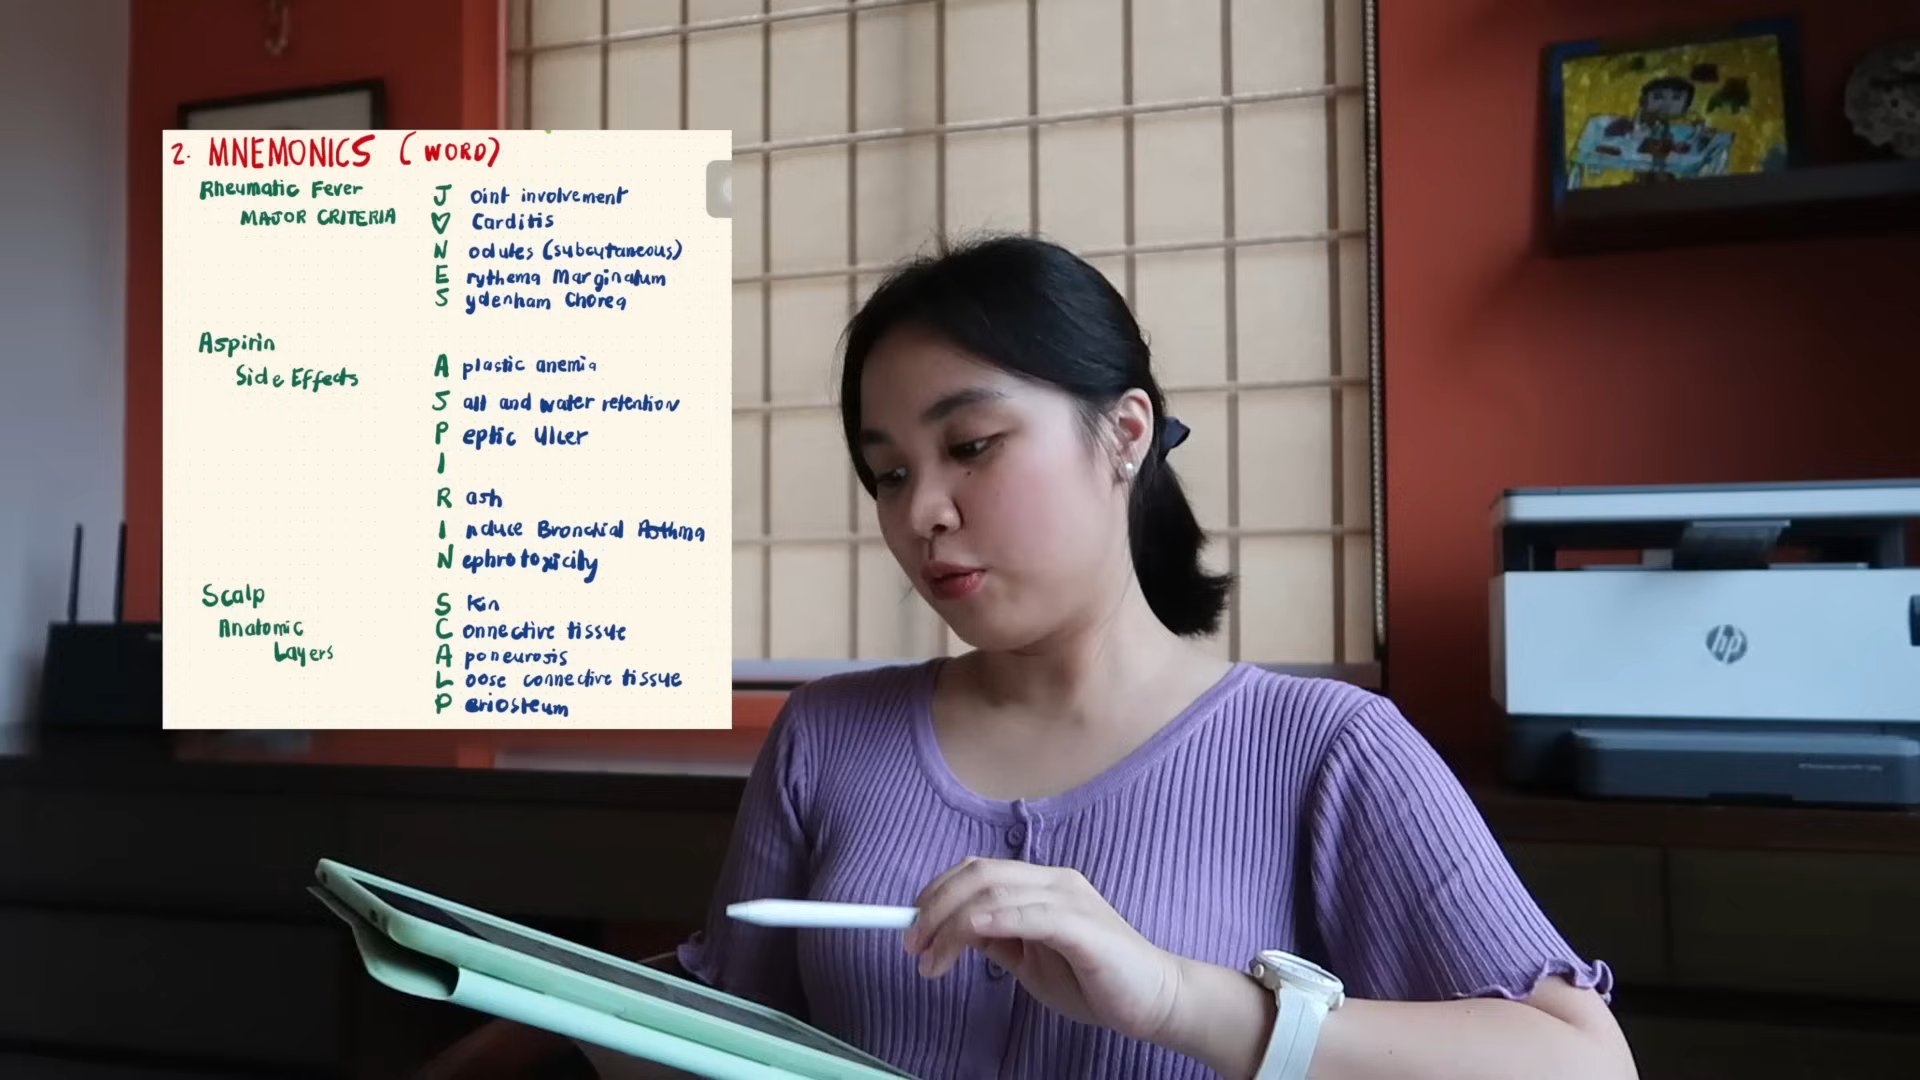 2. MNEMONICS (WORD)
Rheumatic Fever
MAJOR CRITERIA
J oint involvement
♡ Carditis
N odules (subcutaneous)
E rythema Marginatum
S ydenham Chorea
Aspirin
Side Effects
A plastic anemia
S alt and water retention
P eptic Ulcer
I
R ash
I nduce Bronchial Asthma
N ephrotoxicity
Scalp
Anatomic
Layers
S kin
C onnective tissue
A poneurosis
L oose connective tissue
P eriosteum
hp